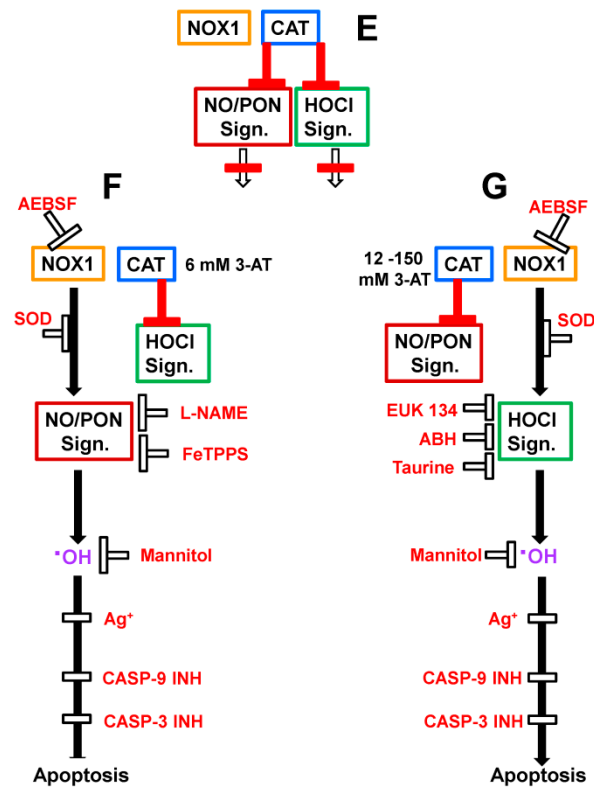 E
NOX1
CAT
NO/PON
Sign.
HOCl
Sign.
F
AEBSF
NOX1
CAT
6 mM 3-AT
SOD
HOCl
Sign.
NO/PON
Sign.
L-NAME
FeTPPS
•OH
Mannitol
Ag+
CASP-9 INH
CASP-3 INH
Apoptosis
G
AEBSF
12 -150
mM 3-AT
CAT
NOX1
NO/PON
Sign.
SOD
EUK 134
ABH
Taurine
HOCl
Sign.
Mannitol
•OH
Ag+
CASP-9 INH
CASP-3 INH
Apoptosis